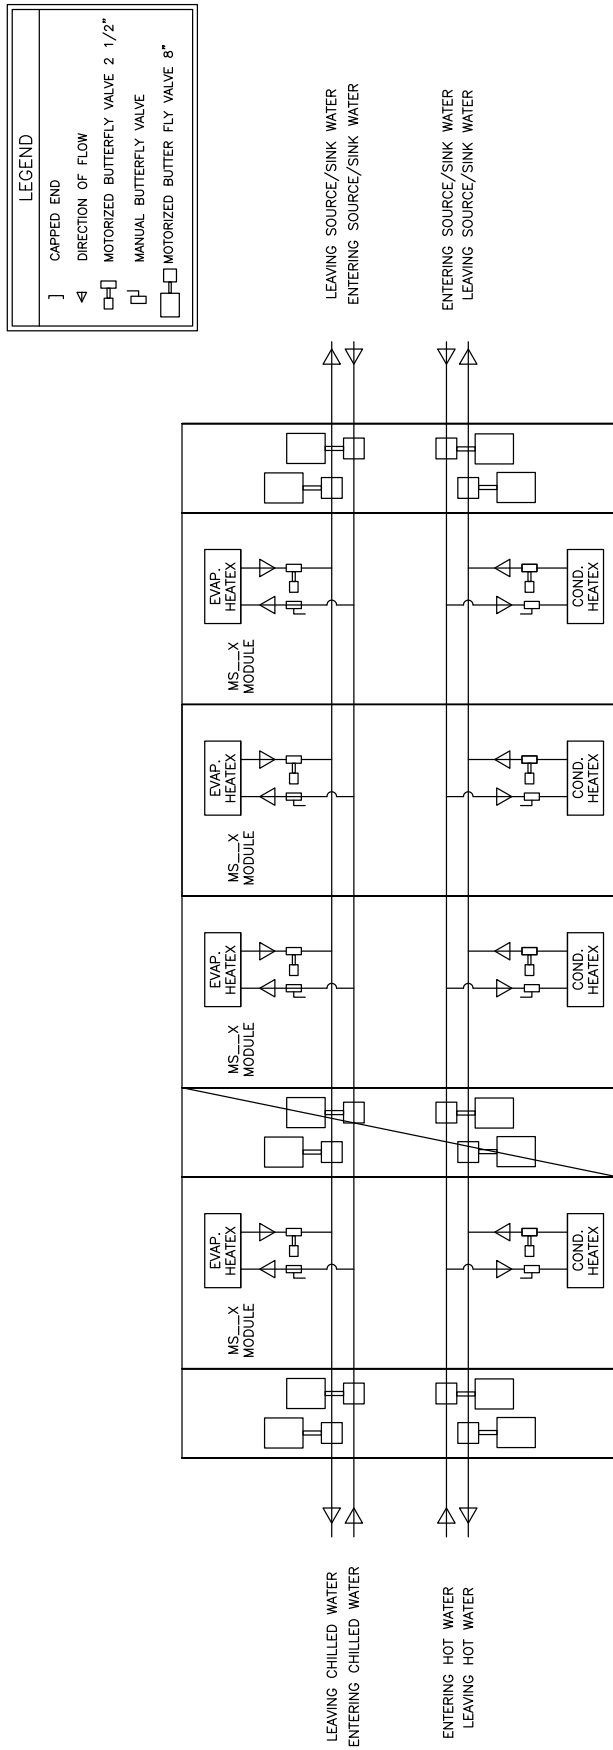 LEGEND
] CAPPED END
DIRECTION OF FLOW
MOTORIZED BUTTERFLY VALVE 2 1/2"
MANUAL BUTTERFLY VALVE
MOTORIZED BUTTER FLY VALVE 8"
LEAVING SOURCE/SINK WATER
ENTERING SOURCE/SINK WATER
ENTERING SOURCE/SINK WATER
LEAVING SOURCE/SINK WATER
EVAP.
HEATEX
MS__X
MODULE
COND.
HEATEX
EVAP.
HEATEX
MS__X
MODULE
COND.
HEATEX
EVAP.
HEATEX
MS__X
MODULE
COND.
HEATEX
EVAP.
HEATEX
MS__X
MODULE
COND.
HEATEX
LEAVING CHILLED WATER
ENTERING CHILLED WATER
ENTERING HOT WATER
LEAVING HOT WATER